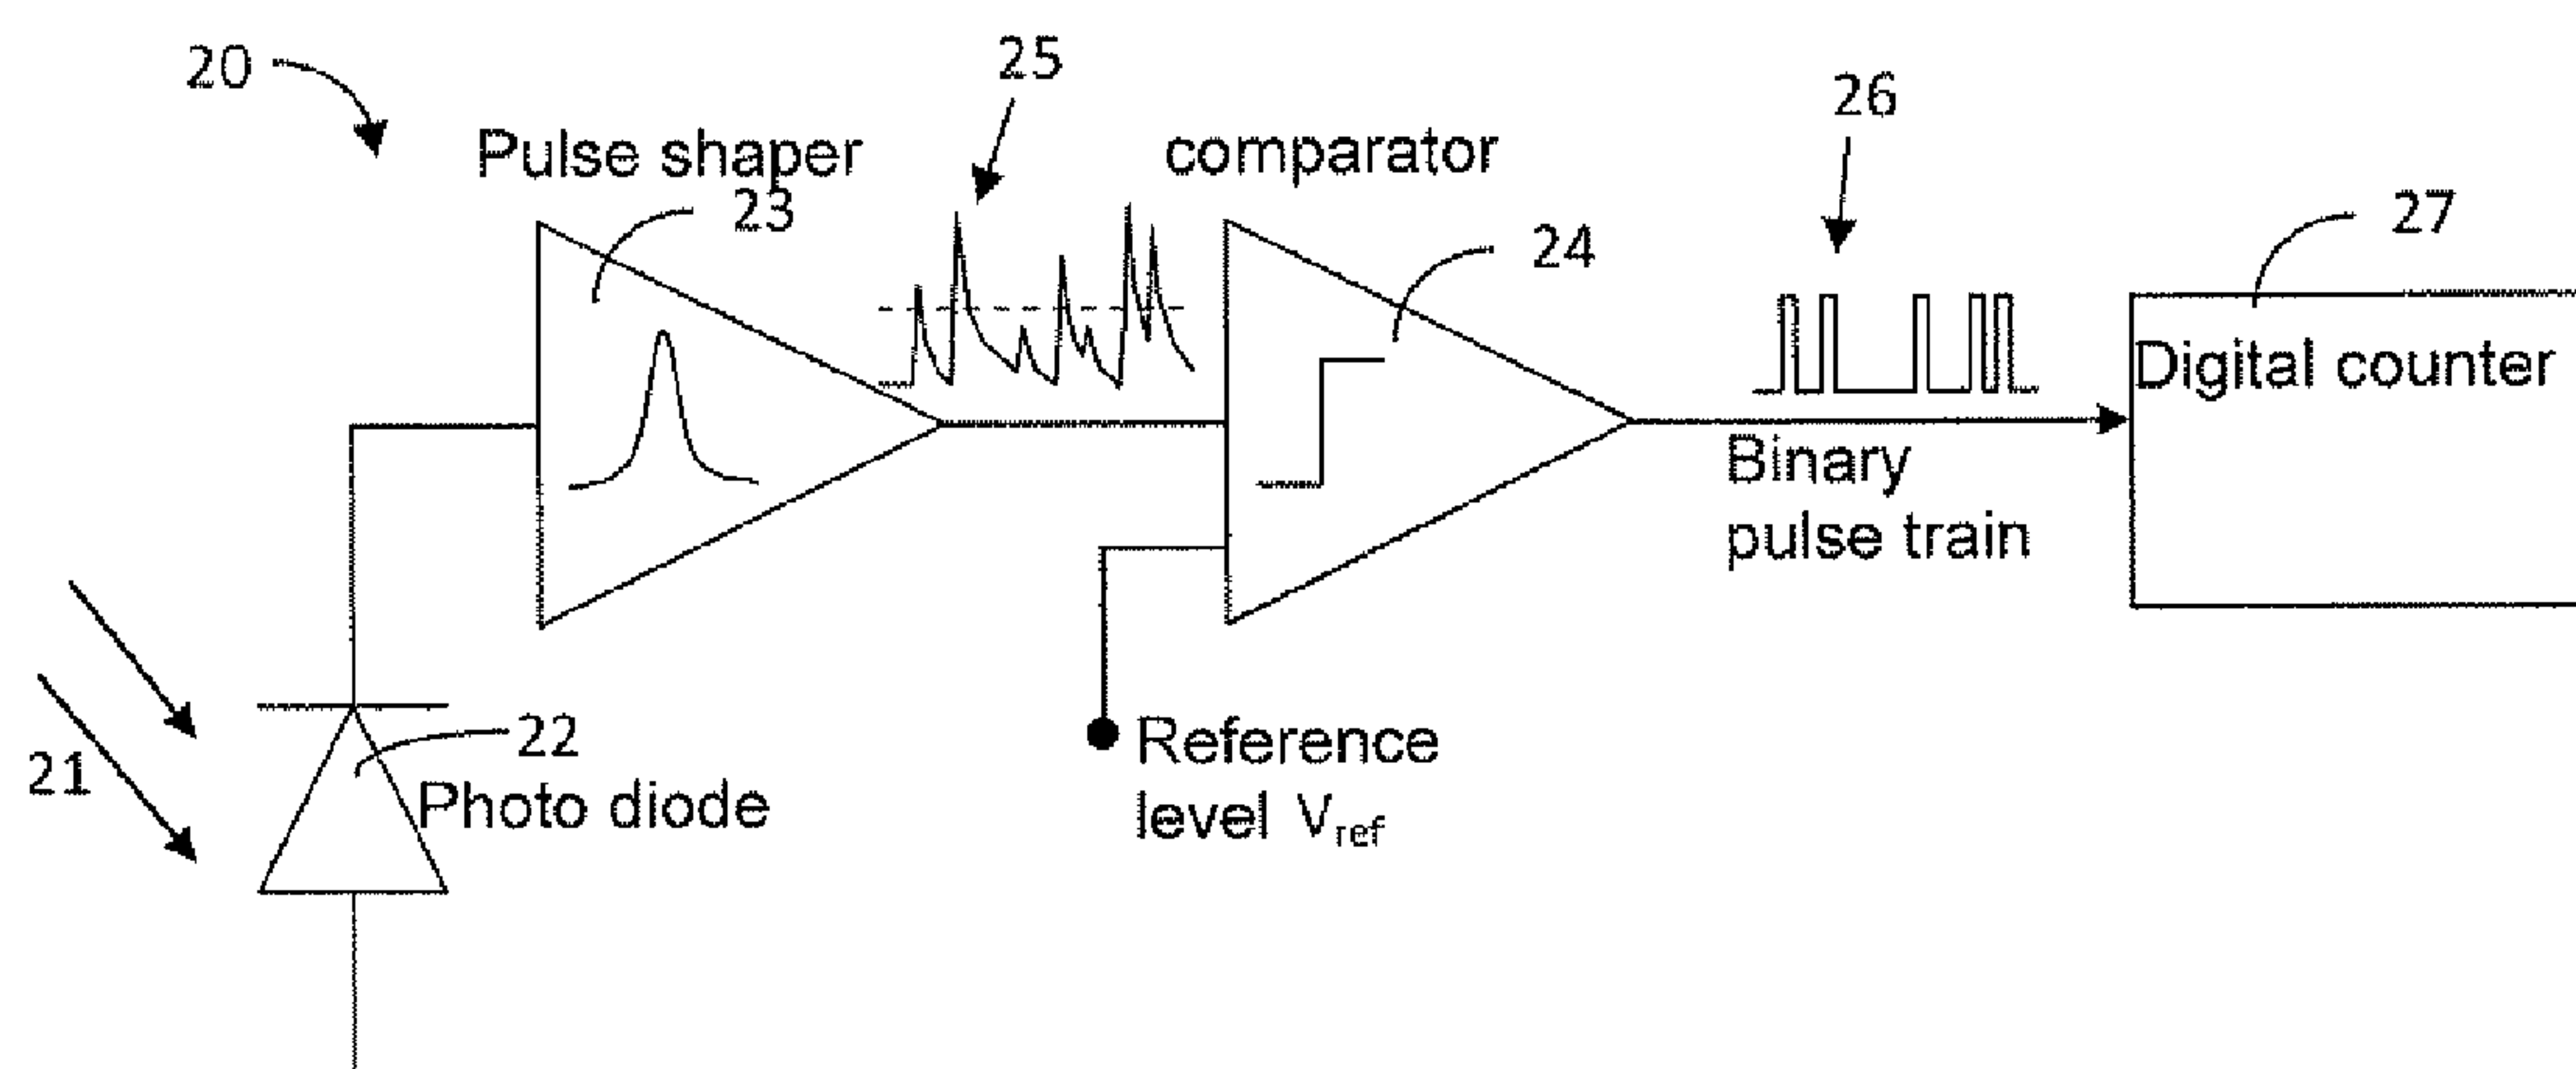 20
25
26
Pulse shaper
comparator
23
27
24
Digital counter
Binary
pulse train
22
Reference
21
Photo diode
level Vref